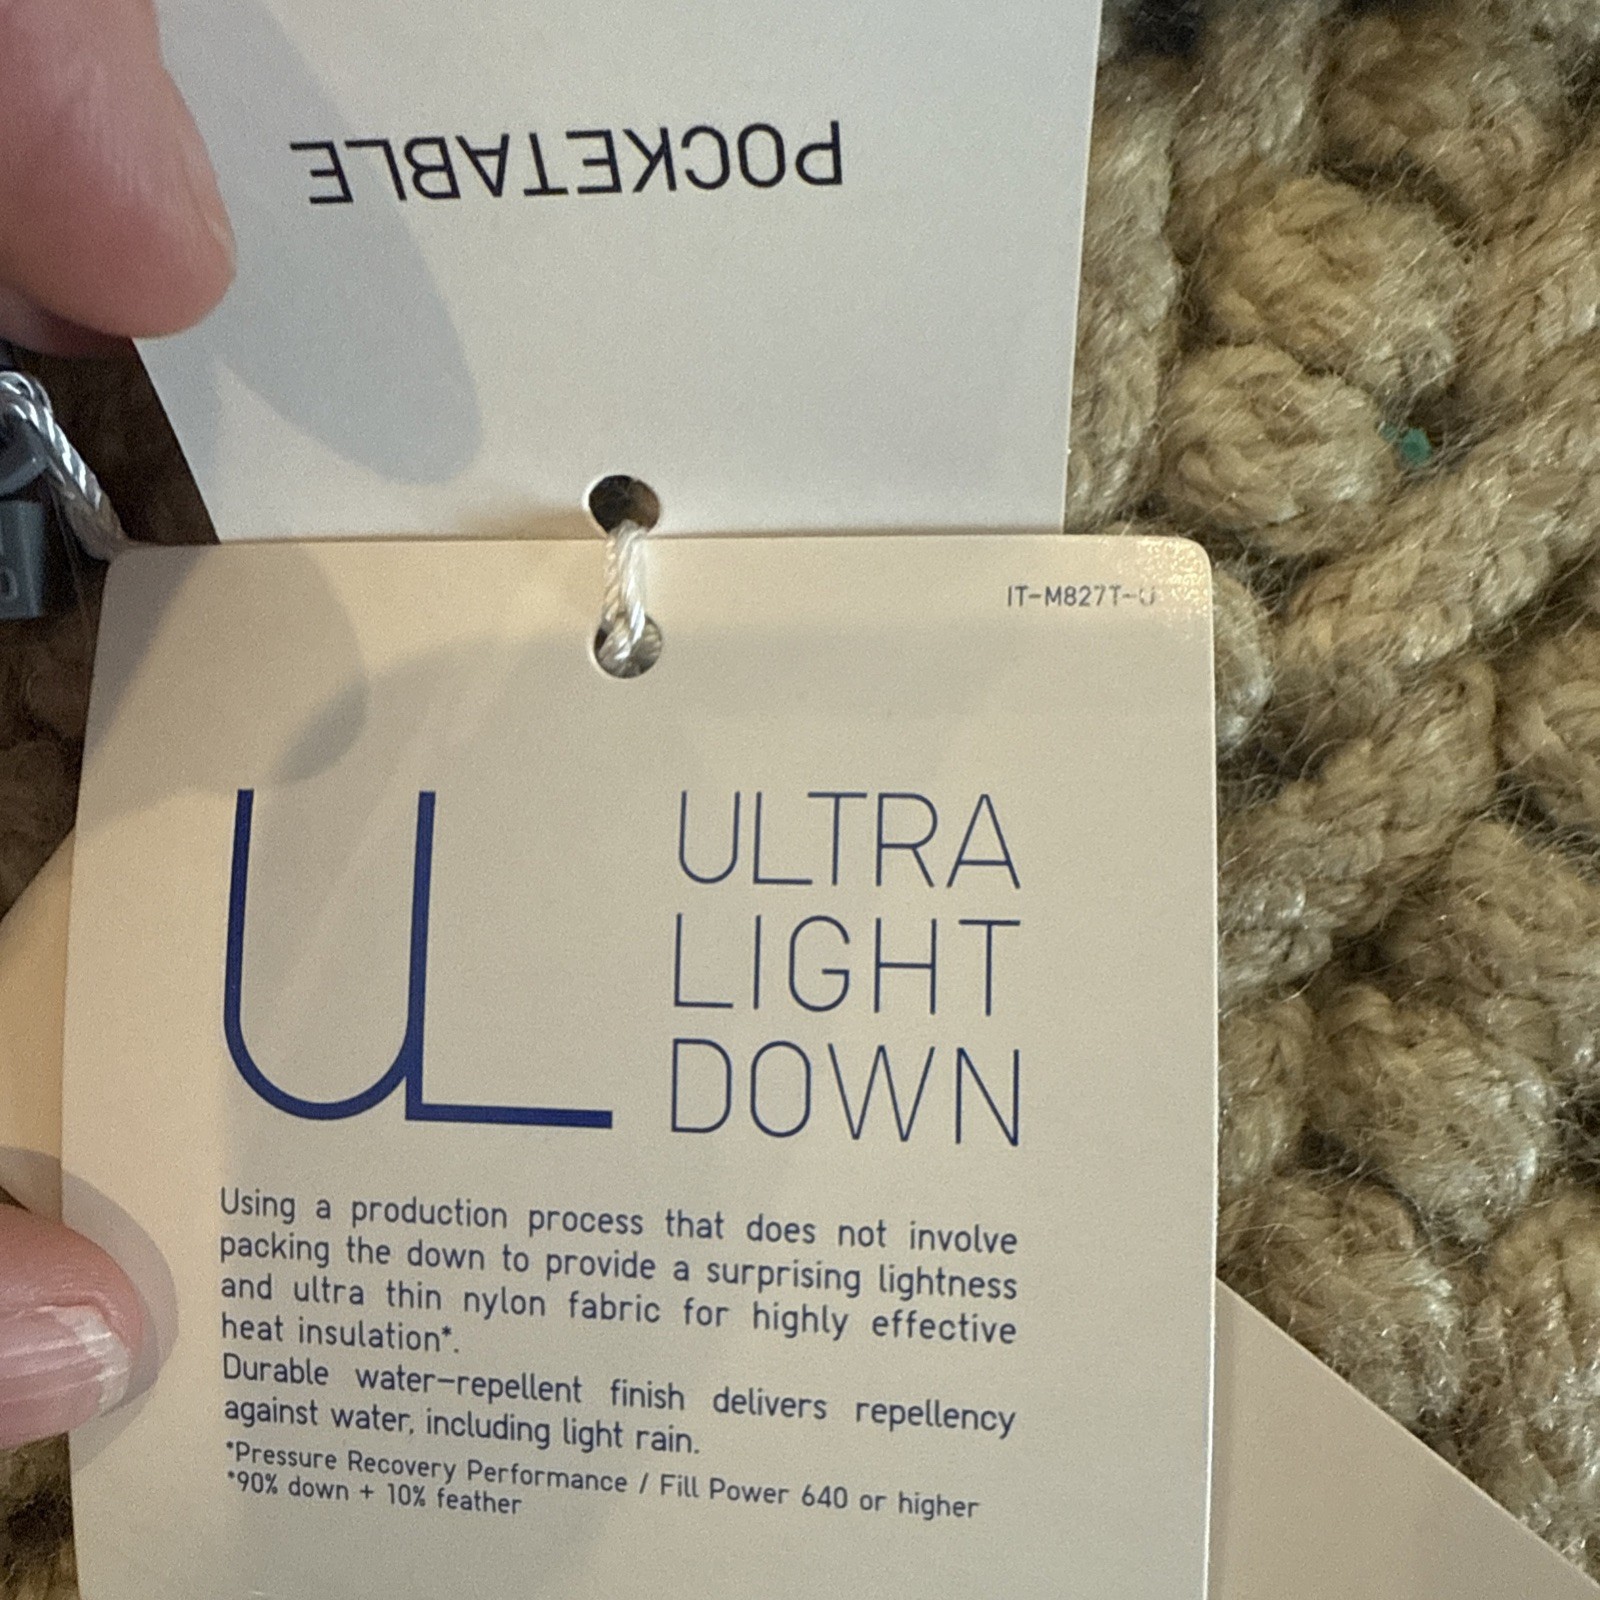 POCKETABLE
IT-M827T-U
UL
ULTRA
LIGHT
DOWN
Using a production process that does not involve
packing the down to provide a surprising lightness
and ultra thin nylon fabric for highly effective
heat insulation*.
Durable water-repellent finish delivers repellency
against water, including light rain.
*Pressure Recovery Performance / Fill Power 640 or higher
*90% down + 10% feather